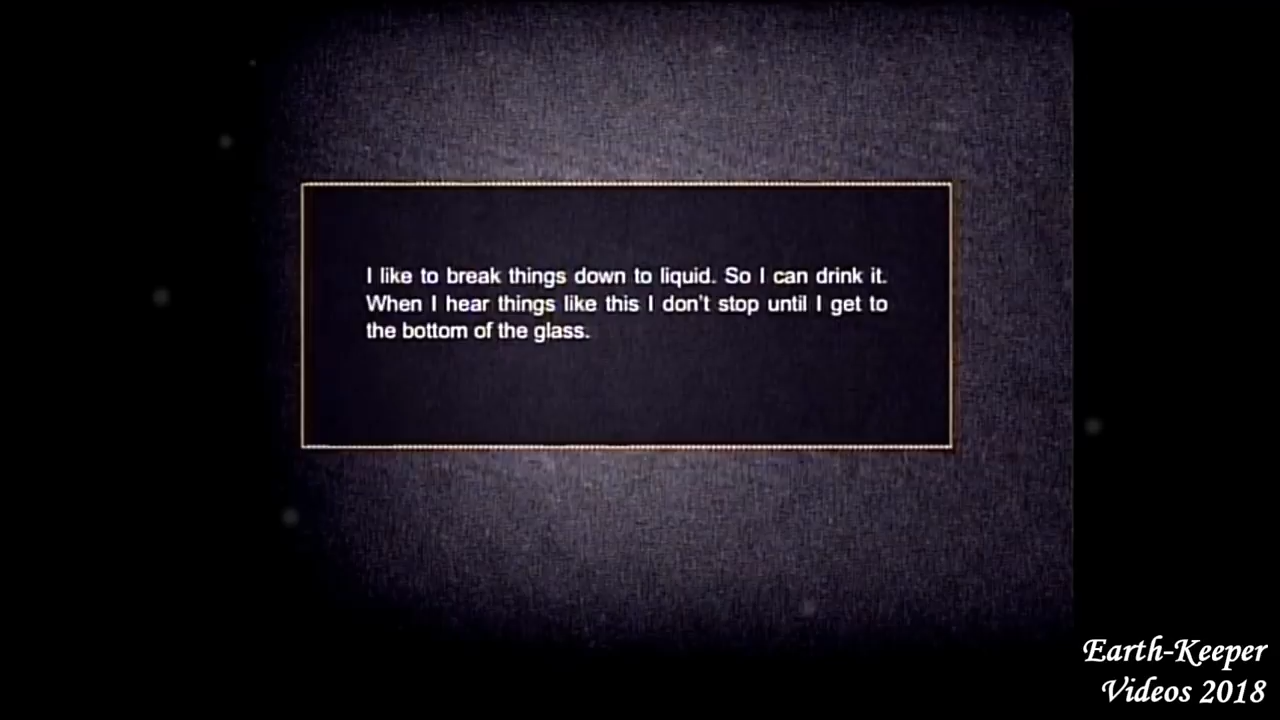 I like to break things down to liquid. So I can drink it.
When I hear things like this I don't stop until I get to
the bottom of the glass.
Earth-Keeper
Videos 2018